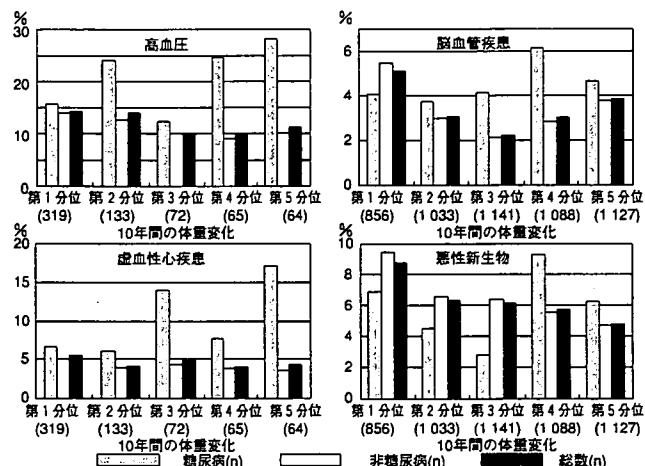 %
30
20
10
0
高血圧
第 1 分位 第 2 分位 第 3 分位 第 4 分位 第 5 分位
(319) (133) (72) (65) (64)
10年間の体重変化
6
4
2
0
脳血管疾患
第 1 分位 第 2 分位 第 3 分位 第 4 分位 第 5 分位
(856) (1 033) (1 141) (1 088) (1 127)
10年間の体重変化
%
20
15
10
5
0
虚血性心疾患
第 1 分位 第 2 分位 第 3 分位 第 4 分位 第 5 分位
(319) (133) (72) (65) (64)
10年間の体重変化
%
10
8
6
4
2
0
悪性新生物
第 1 分位 第 2 分位 第 3 分位 第 4 分位 第 5 分位
(856) (1 033) (1 141) (1 088) (1 127)
10年間の体重変化
糖尿病(n) 非糖尿病(n) 総数(n)